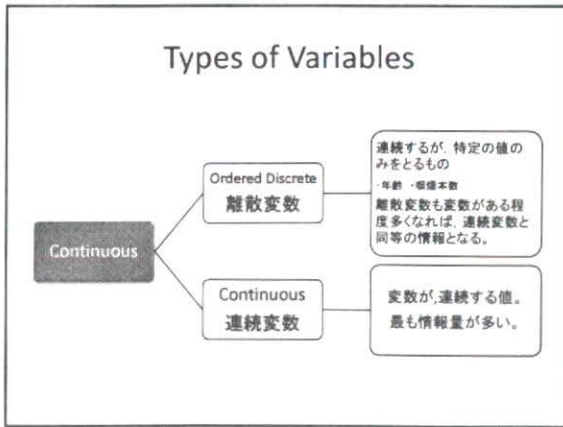 Types of Variables
Continuous
Ordered Discrete
離散変数
連続するが，特定の値の
みをとるもの
・年齢 ・喫煙本数
離散変数も変数がある程
度多くなれば，連続変数と
同等の情報となる。
Continuous
連続変数
変数が,連続する値。
最も情報量が多い。